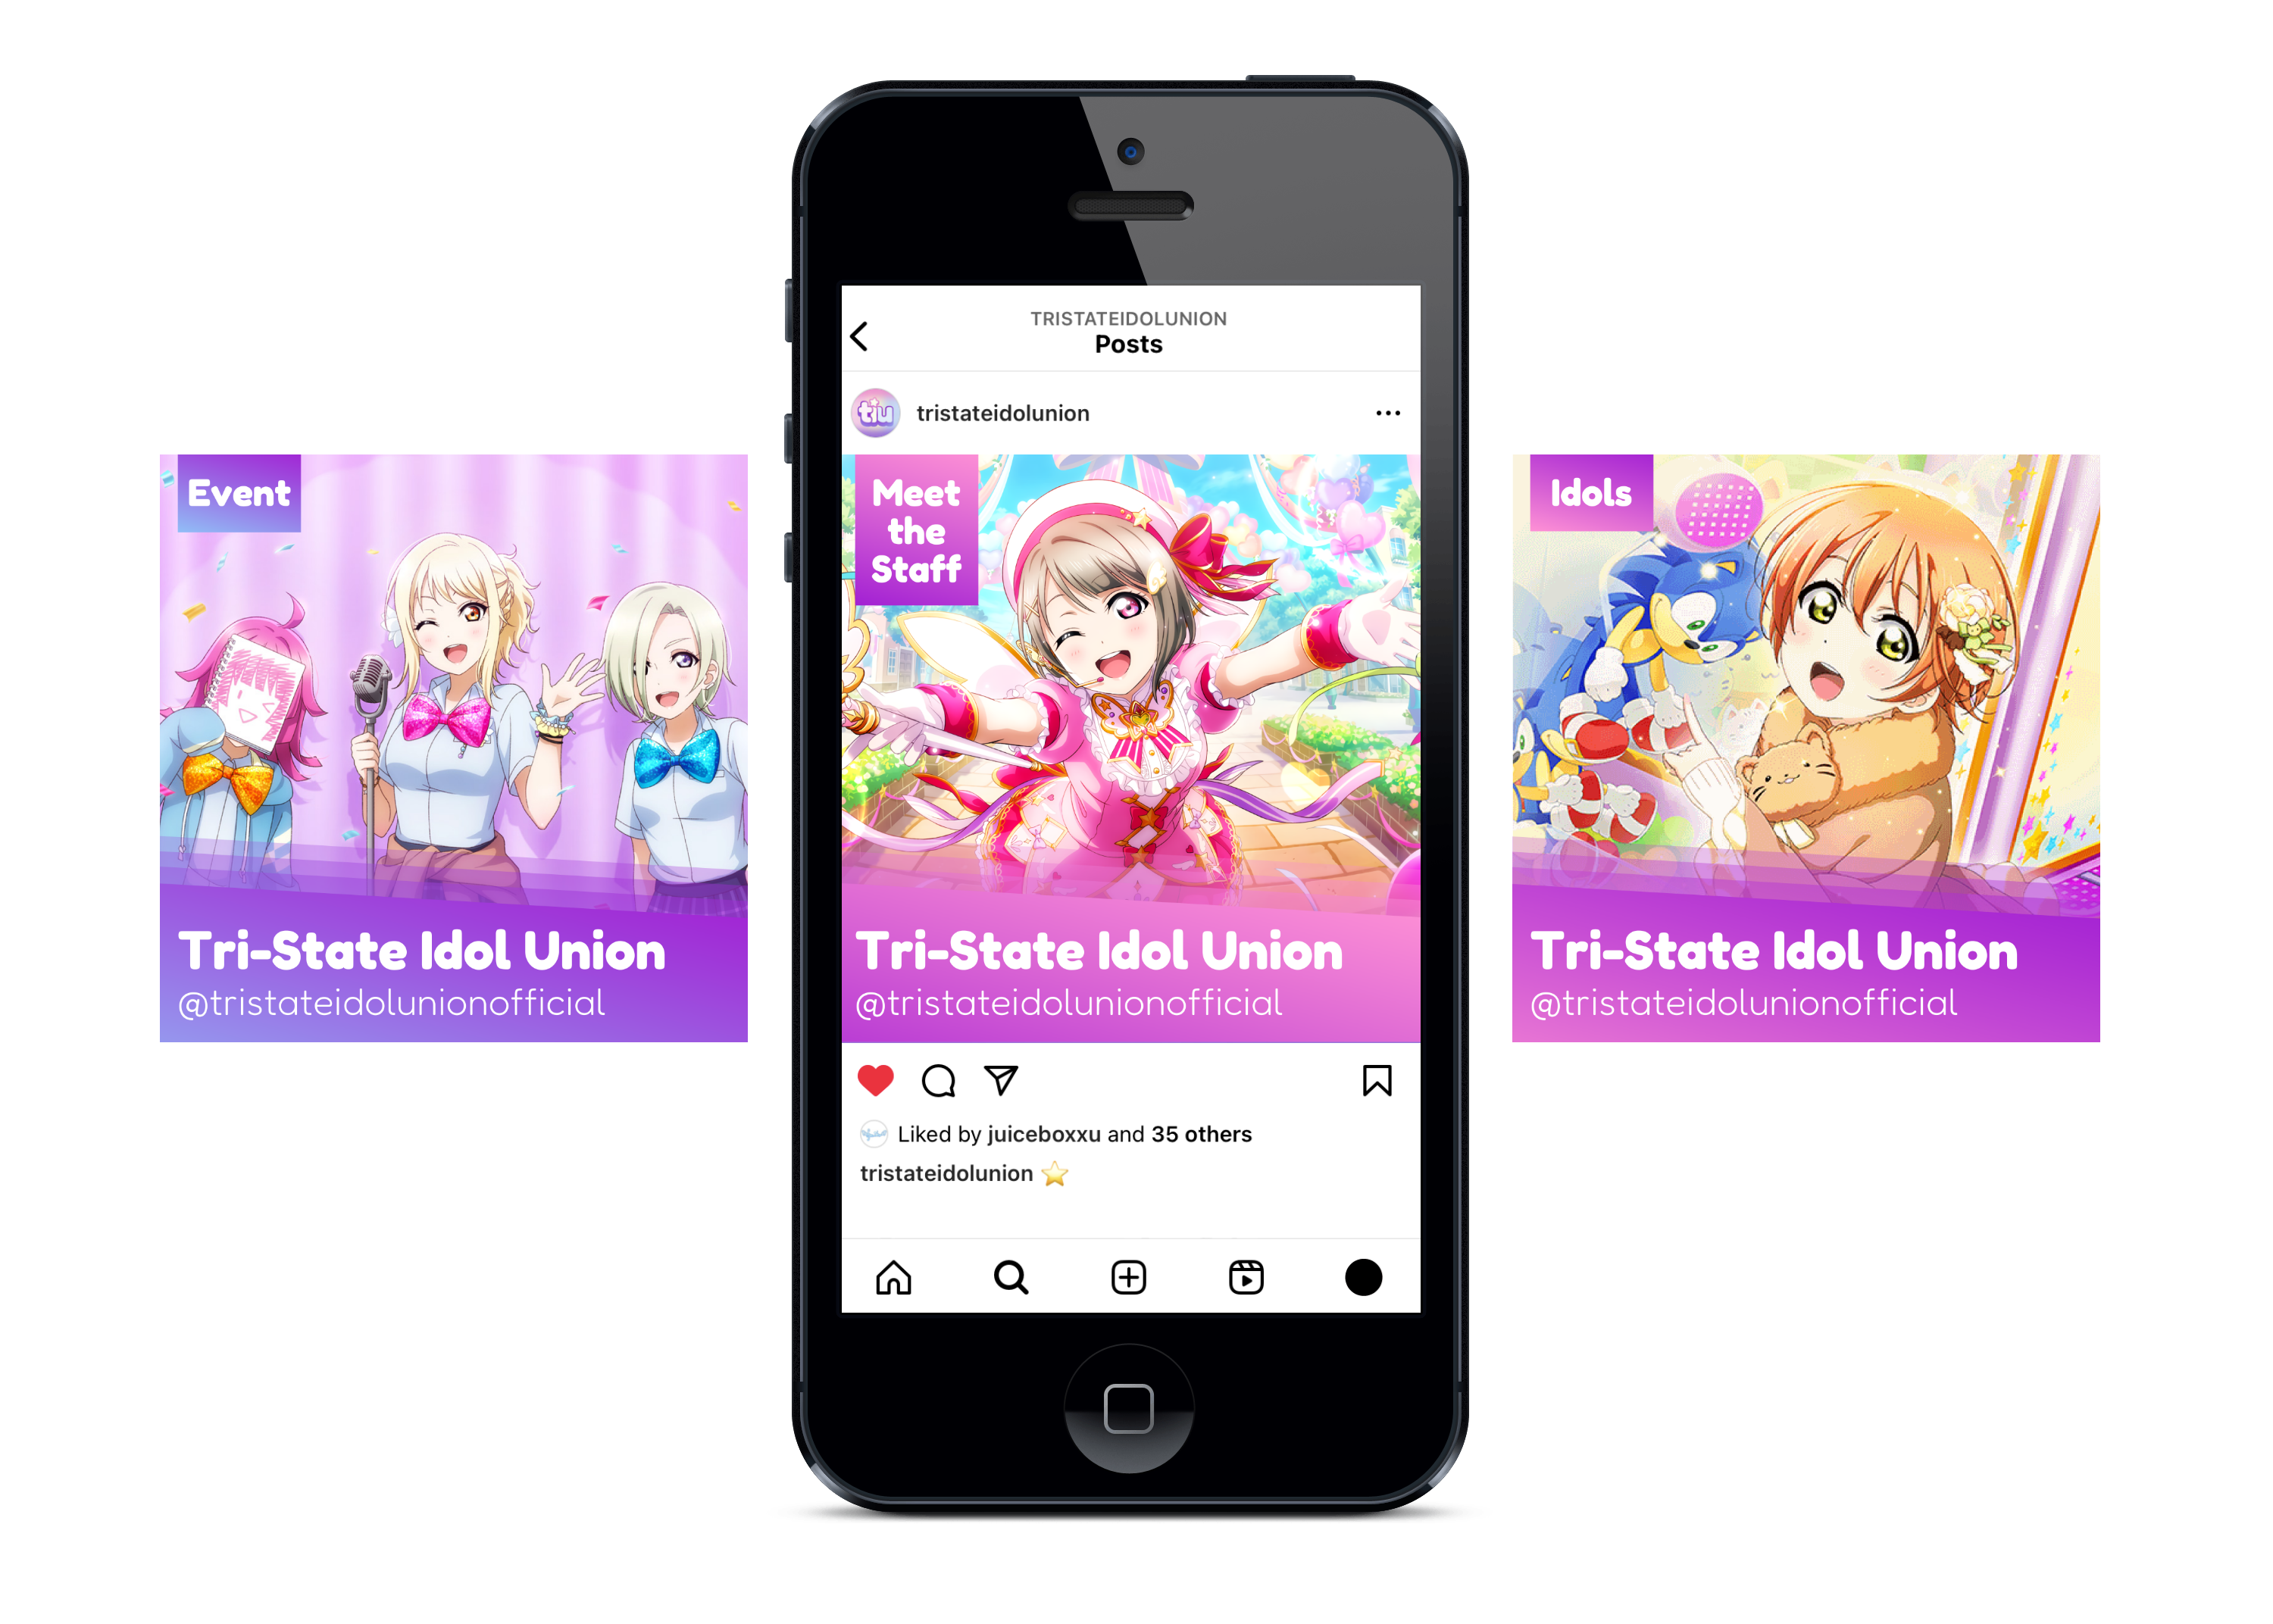 Event
Tri-State Idol Union
@tristateidolunionofficial
TRISTATEIDOLUNION
Posts
tiu
tristateidolunion
Meet
the
Staff
Tri-State Idol Union
@tristateidolunionofficial
Liked by juiceboxxu and 35 others
tristateidolunion ⭐
Idols
Tri-State Idol Union
@tristateidolunionofficial